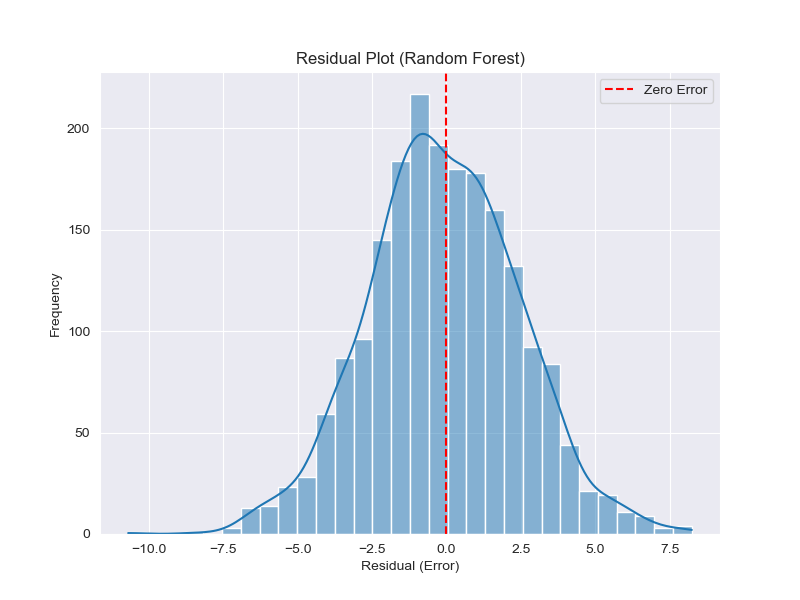 Residual Plot (Random Forest)
Zero Error
200
150
100
50
0
Frequency
−10.0 −7.5 −5.0 −2.5 0.0 2.5 5.0 7.5
Residual (Error)